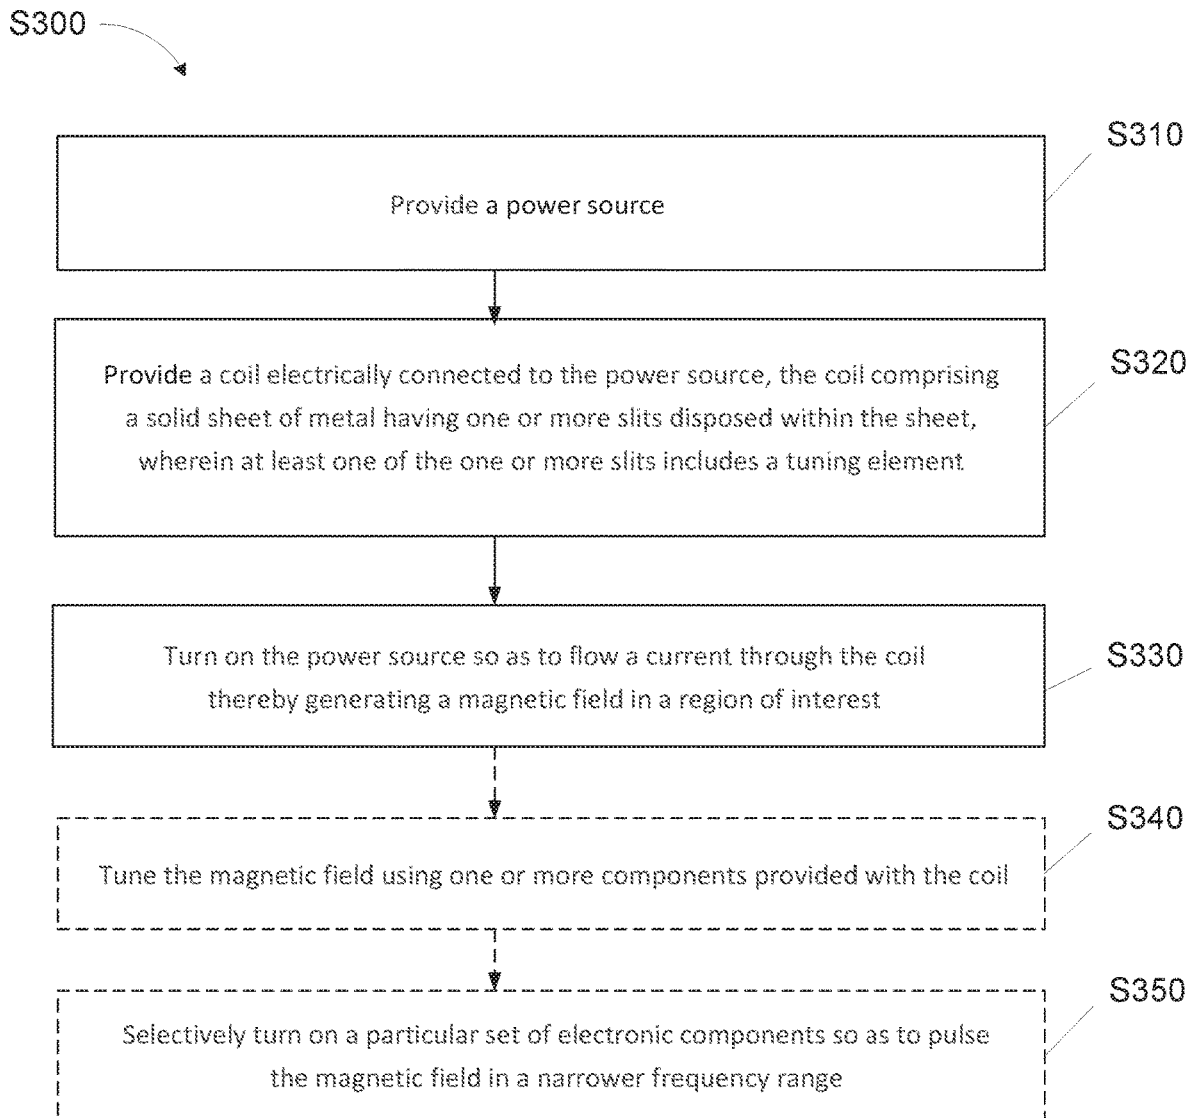 S300
S310
Provide a power source
S320
Provide a coil electrically connected to the power source, the coil comprising
a solid sheet of metal having one or more slits disposed within the sheet,
wherein at least one of the one or more slits includes a tuning element
S330
Turn on the power source so as to flow a current through the coil
thereby generating a magnetic field in a region of interest
S340
Tune the magnetic field using one or more components provided with the coil
S350
Selectively turn on a particular set of electronic components so as to pulse
the magnetic field in a narrower frequency range